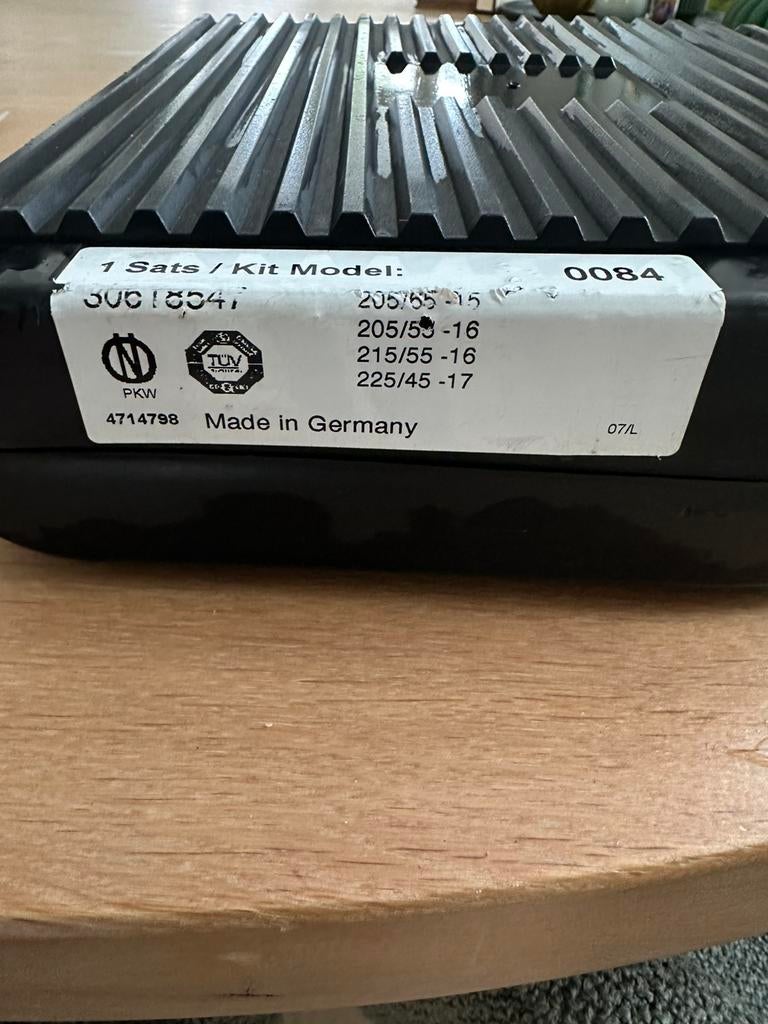 1 Sats / Kit Model: 0084
30618547
205/65 -15
205/55 -16
215/55 -16
225/45 -17
N
TÜV
PKW
4714798 Made in Germany 07/L